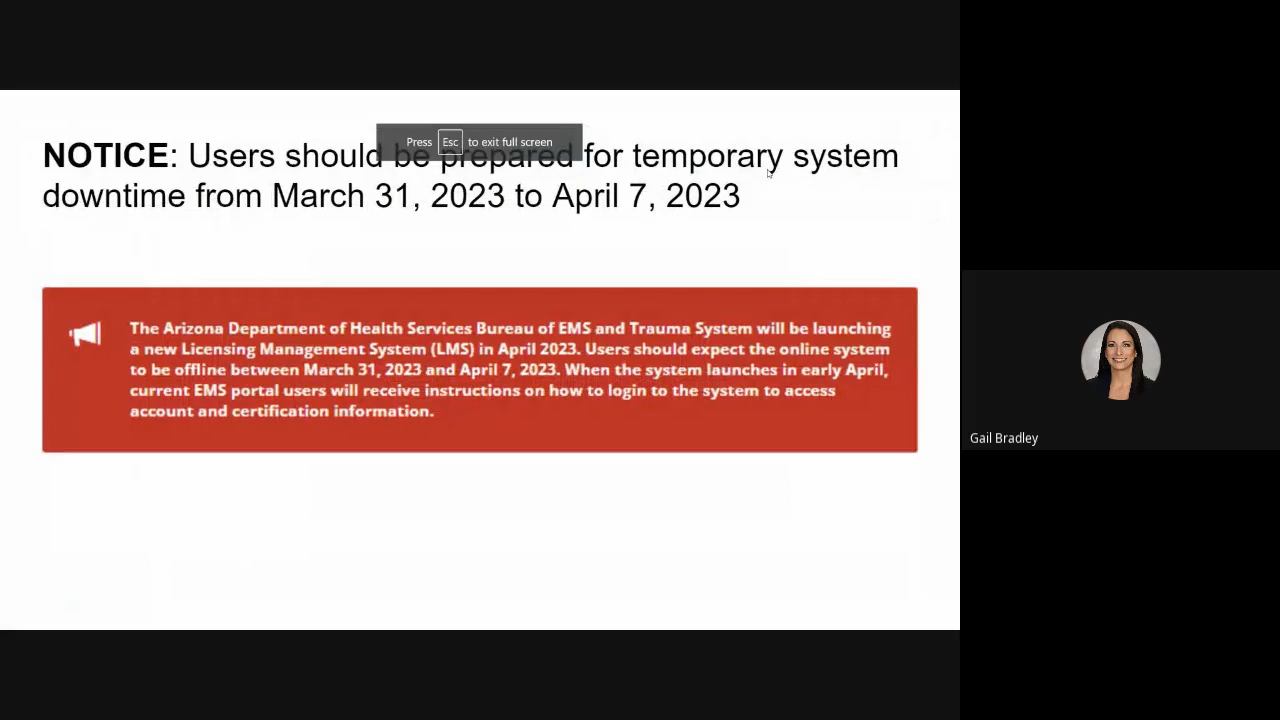 NOTICE: Users should be prepared for temporary system
Press Esc to exit full screen
downtime from March 31, 2023 to April 7, 2023
The Arizona Department of Health Services Bureau of EMS and Trauma System will be launching
a new Licensing Management System (LMS) in April 2023. Users should expect the online system
to be offline between March 31, 2023 and April 7, 2023. When the system launches in early April,
current EMS portal users will receive instructions on how to login to the system to access
account and certification information.
Gail Bradley